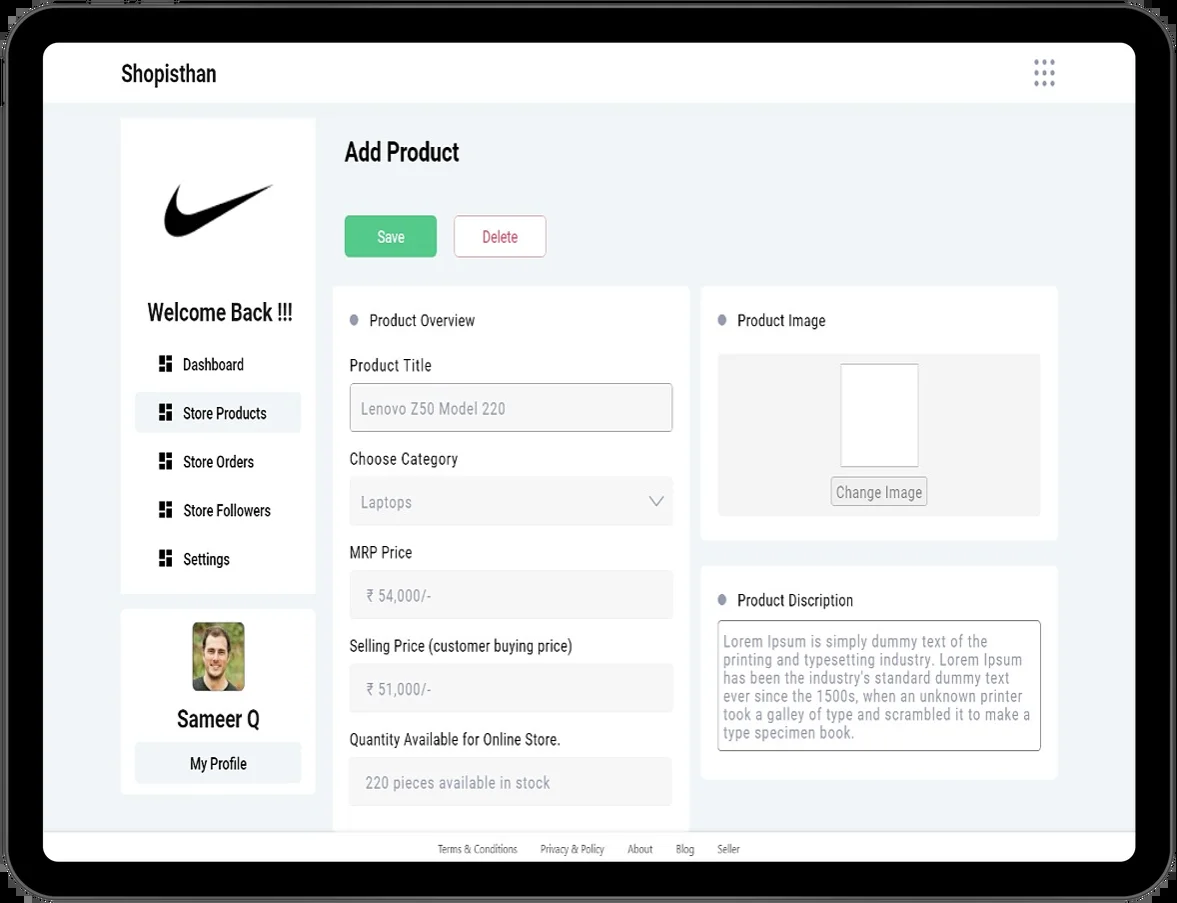 Shopisthan
Welcome Back !!!
Dashboard
Store Products
Store Orders
Store Followers
Settings
Sameer Q
My Profile
Add Product
Save
Delete
Product Overview
Product Title
Lenovo Z50 Model 220
Choose Category
Laptops
MRP Price
₹ 54,000/-
Selling Price (customer buying price)
₹ 51,000/-
Quantity Available for Online Store.
220 pieces available in stock
Product Image
Change Image
Product Discription
Lorem Ipsum is simply dummy text of the
printing and typesetting industry. Lorem Ipsum
has been the industry's standard dummy text
ever since the 1500s, when an unknown printer
took a galley of type and scrambled it to make a
type specimen book.
Terms & Conditions
Privacy & Policy
About
Blog
Seller